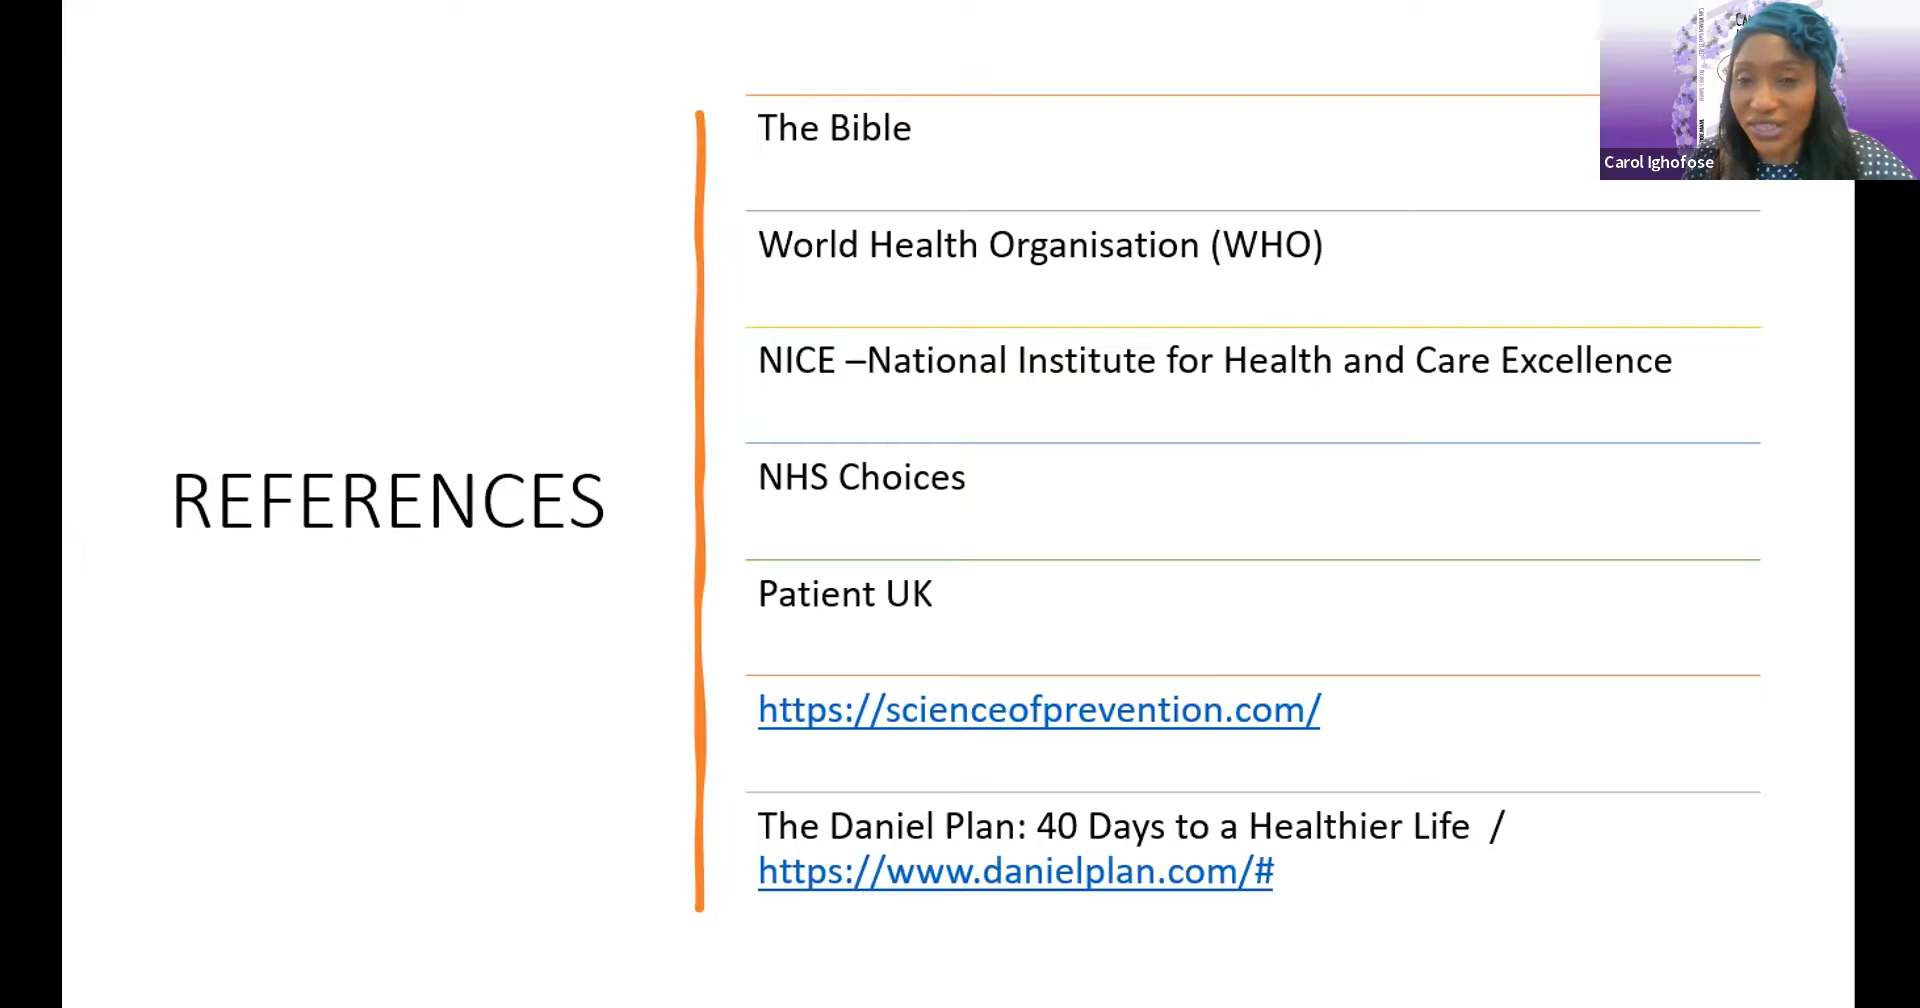 The Bible
World Health Organisation (WHO)
NICE –National Institute for Health and Care Excellence
NHS Choices
REFERENCES
Patient UK
https://scienceofprevention.com/
The Daniel Plan: 40 Days to a Healthier Life /
https://www.danielplan.com/#
Carol Ighofose